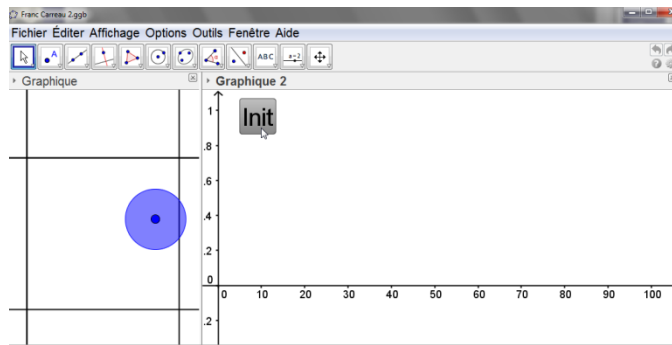 Franc Carreau 2.ggb
Fichier Éditer Affichage Options Outils Fenêtre Aide
A
ABC
a=2
Graphique
Graphique 2
1
Init
.8
.6
.4
.2
0
0 10 20 30 40 50 60 70 80 90 100
.2